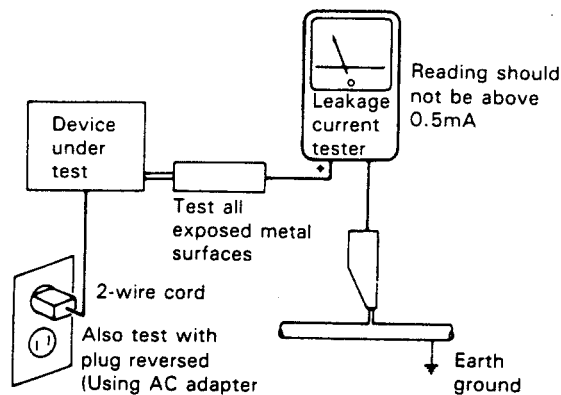 Device
under
test
Leakage
current
tester
Reading should
not be above
0.5mA
+
Test all
exposed metal
surfaces
2-wire cord
Also test with
plug reversed
(Using AC adapter
Earth
ground